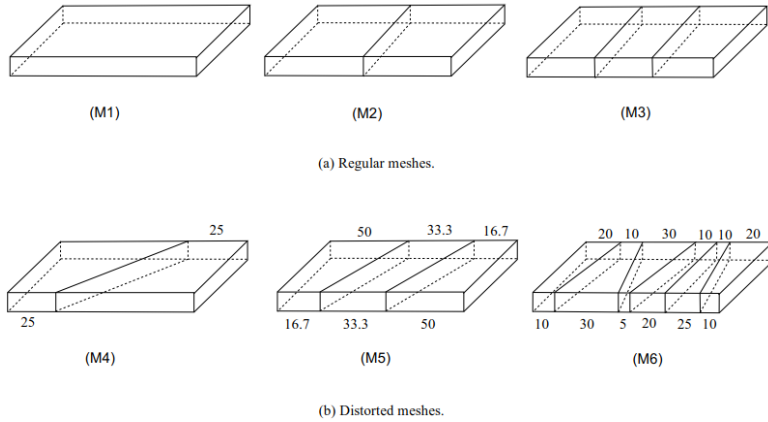 (M1) (M2) (M3)
(a) Regular meshes.
25
50 33.3 16.7
20 10 30 10 10 20
25
16.7 33.3 50
10 30 5 20 25 10
(M4) (M5) (M6)
(b) Distorted meshes.